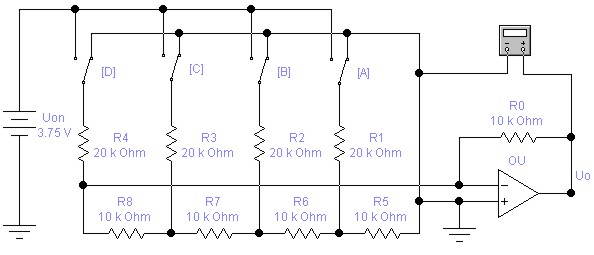 [D]
[C]
[B]
[A]
Uоп
3.75 V
R4
20 k Ohm
R3
20 k Ohm
R2
20 k Ohm
R1
20 k Ohm
R0
10 k Ohm
OU
Uo
R8
10 k Ohm
R7
10 k Ohm
R6
10 k Ohm
R5
10 k Ohm
-
+
-
+